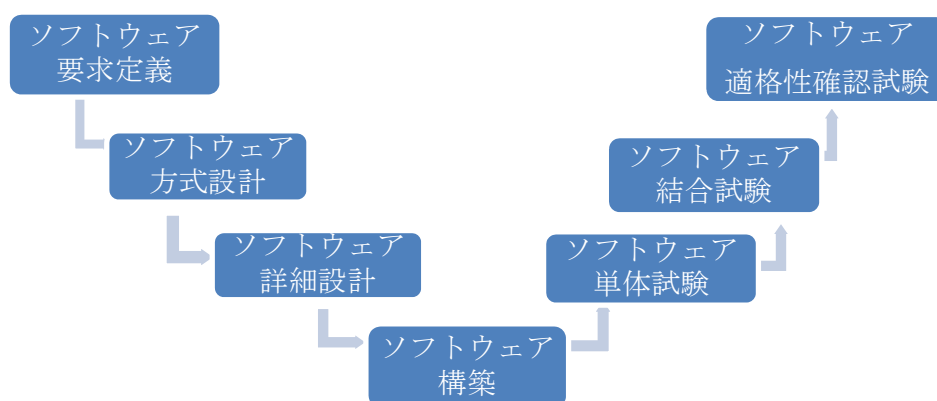 ソフトウェア
要求定義
ソフトウェア
方式設計
ソフトウェア
詳細設計
ソフトウェア
構築
ソフトウェア
単体試験
ソフトウェア
結合試験
ソフトウェア
適格性確認試験